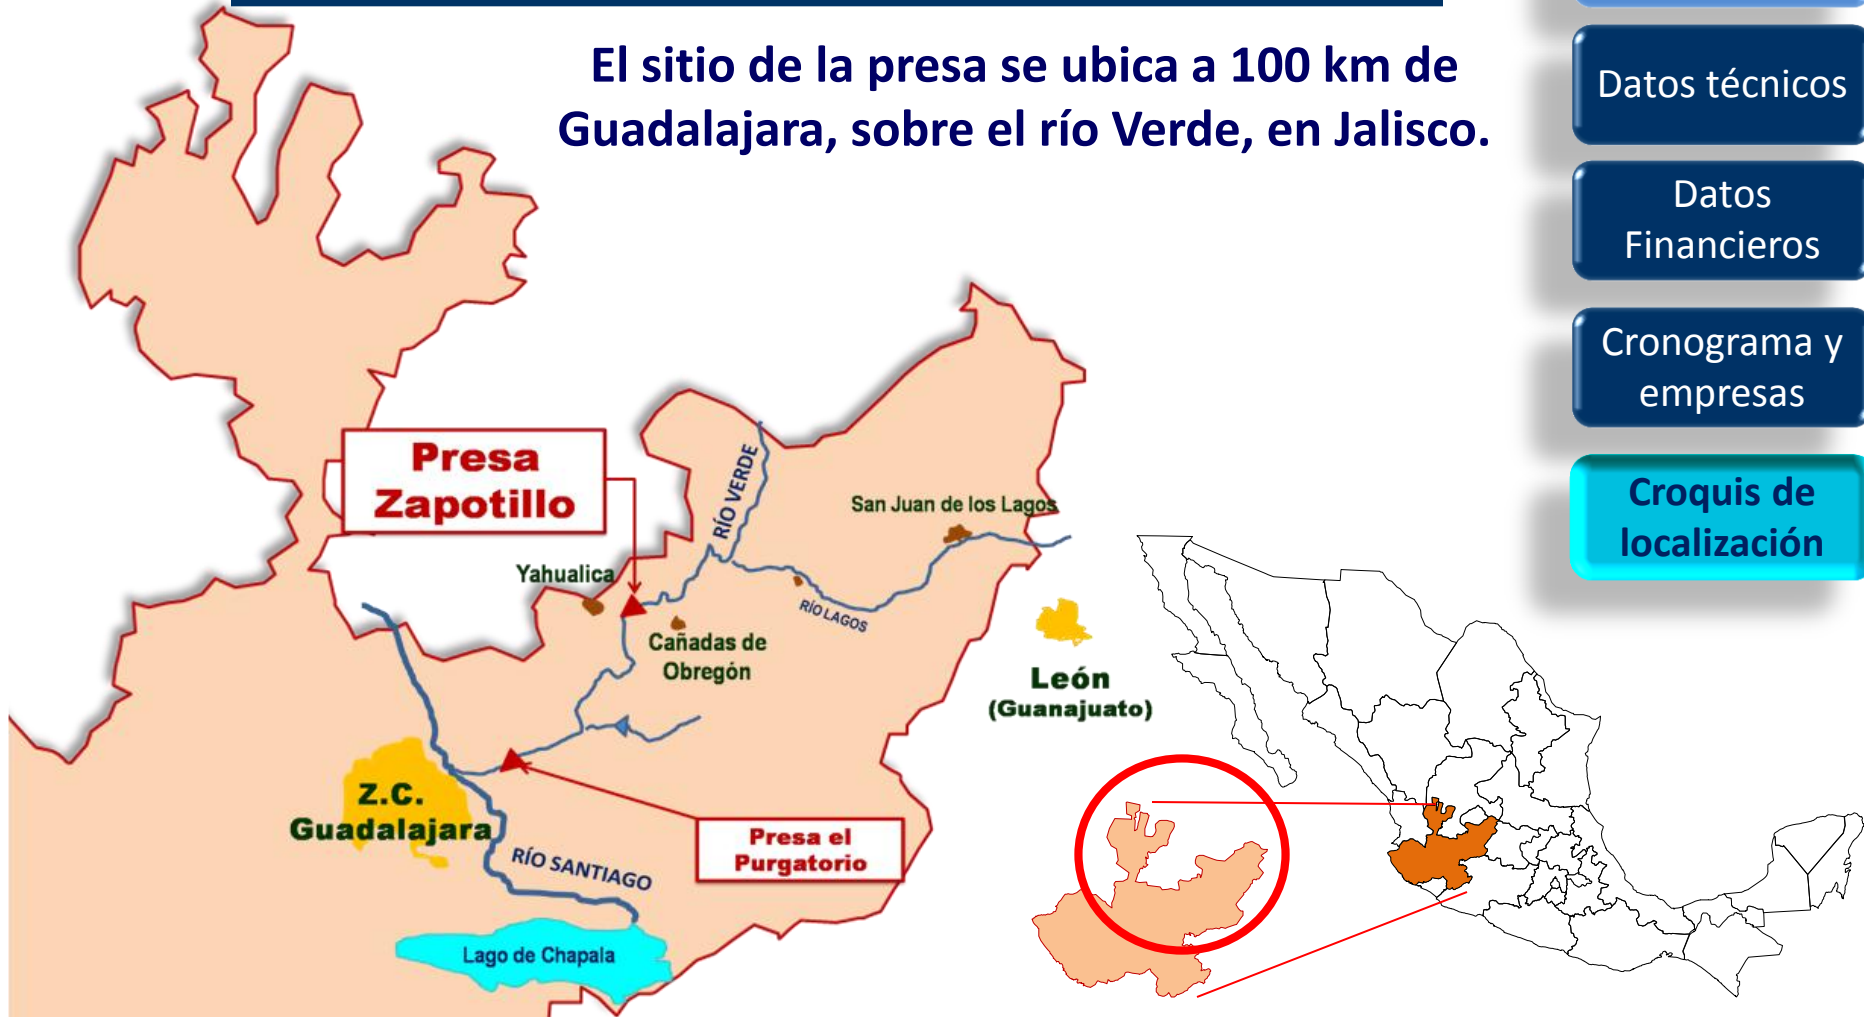 El sitio de la presa se ubica a 100 km de
Guadalajara, sobre el río Verde, en Jalisco.
Datos técnicos
Datos
Financieros
Cronograma y
empresas
Croquis de
localización
Presa
Zapotillo
RÍO VERDE
San Juan de los Lagos
Yahualica
RÍO LAGOS
Cañadas de
Obregón
León
(Guanajuato)
Z.C.
Guadalajara
Presa el
Purgatorio
RÍO SANTIAGO
Lago de Chapala